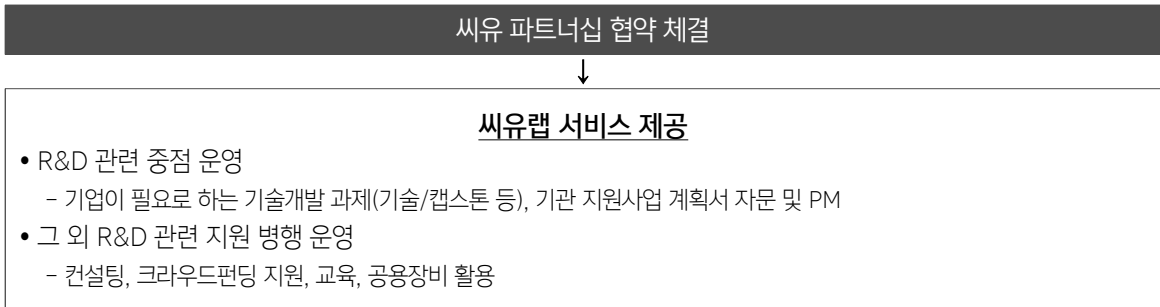 씨유 파트너십 협약 체결
↓
씨유랩 서비스 제공
• R&D 관련 중점 운영
– 기업이 필요로 하는 기술개발 과제(기술/캡스톤 등), 기관 지원사업 계획서 자문 및 PM
• 그 외 R&D 관련 지원 병행 운영
– 컨설팅, 크라우드펀딩 지원, 교육, 공용장비 활용